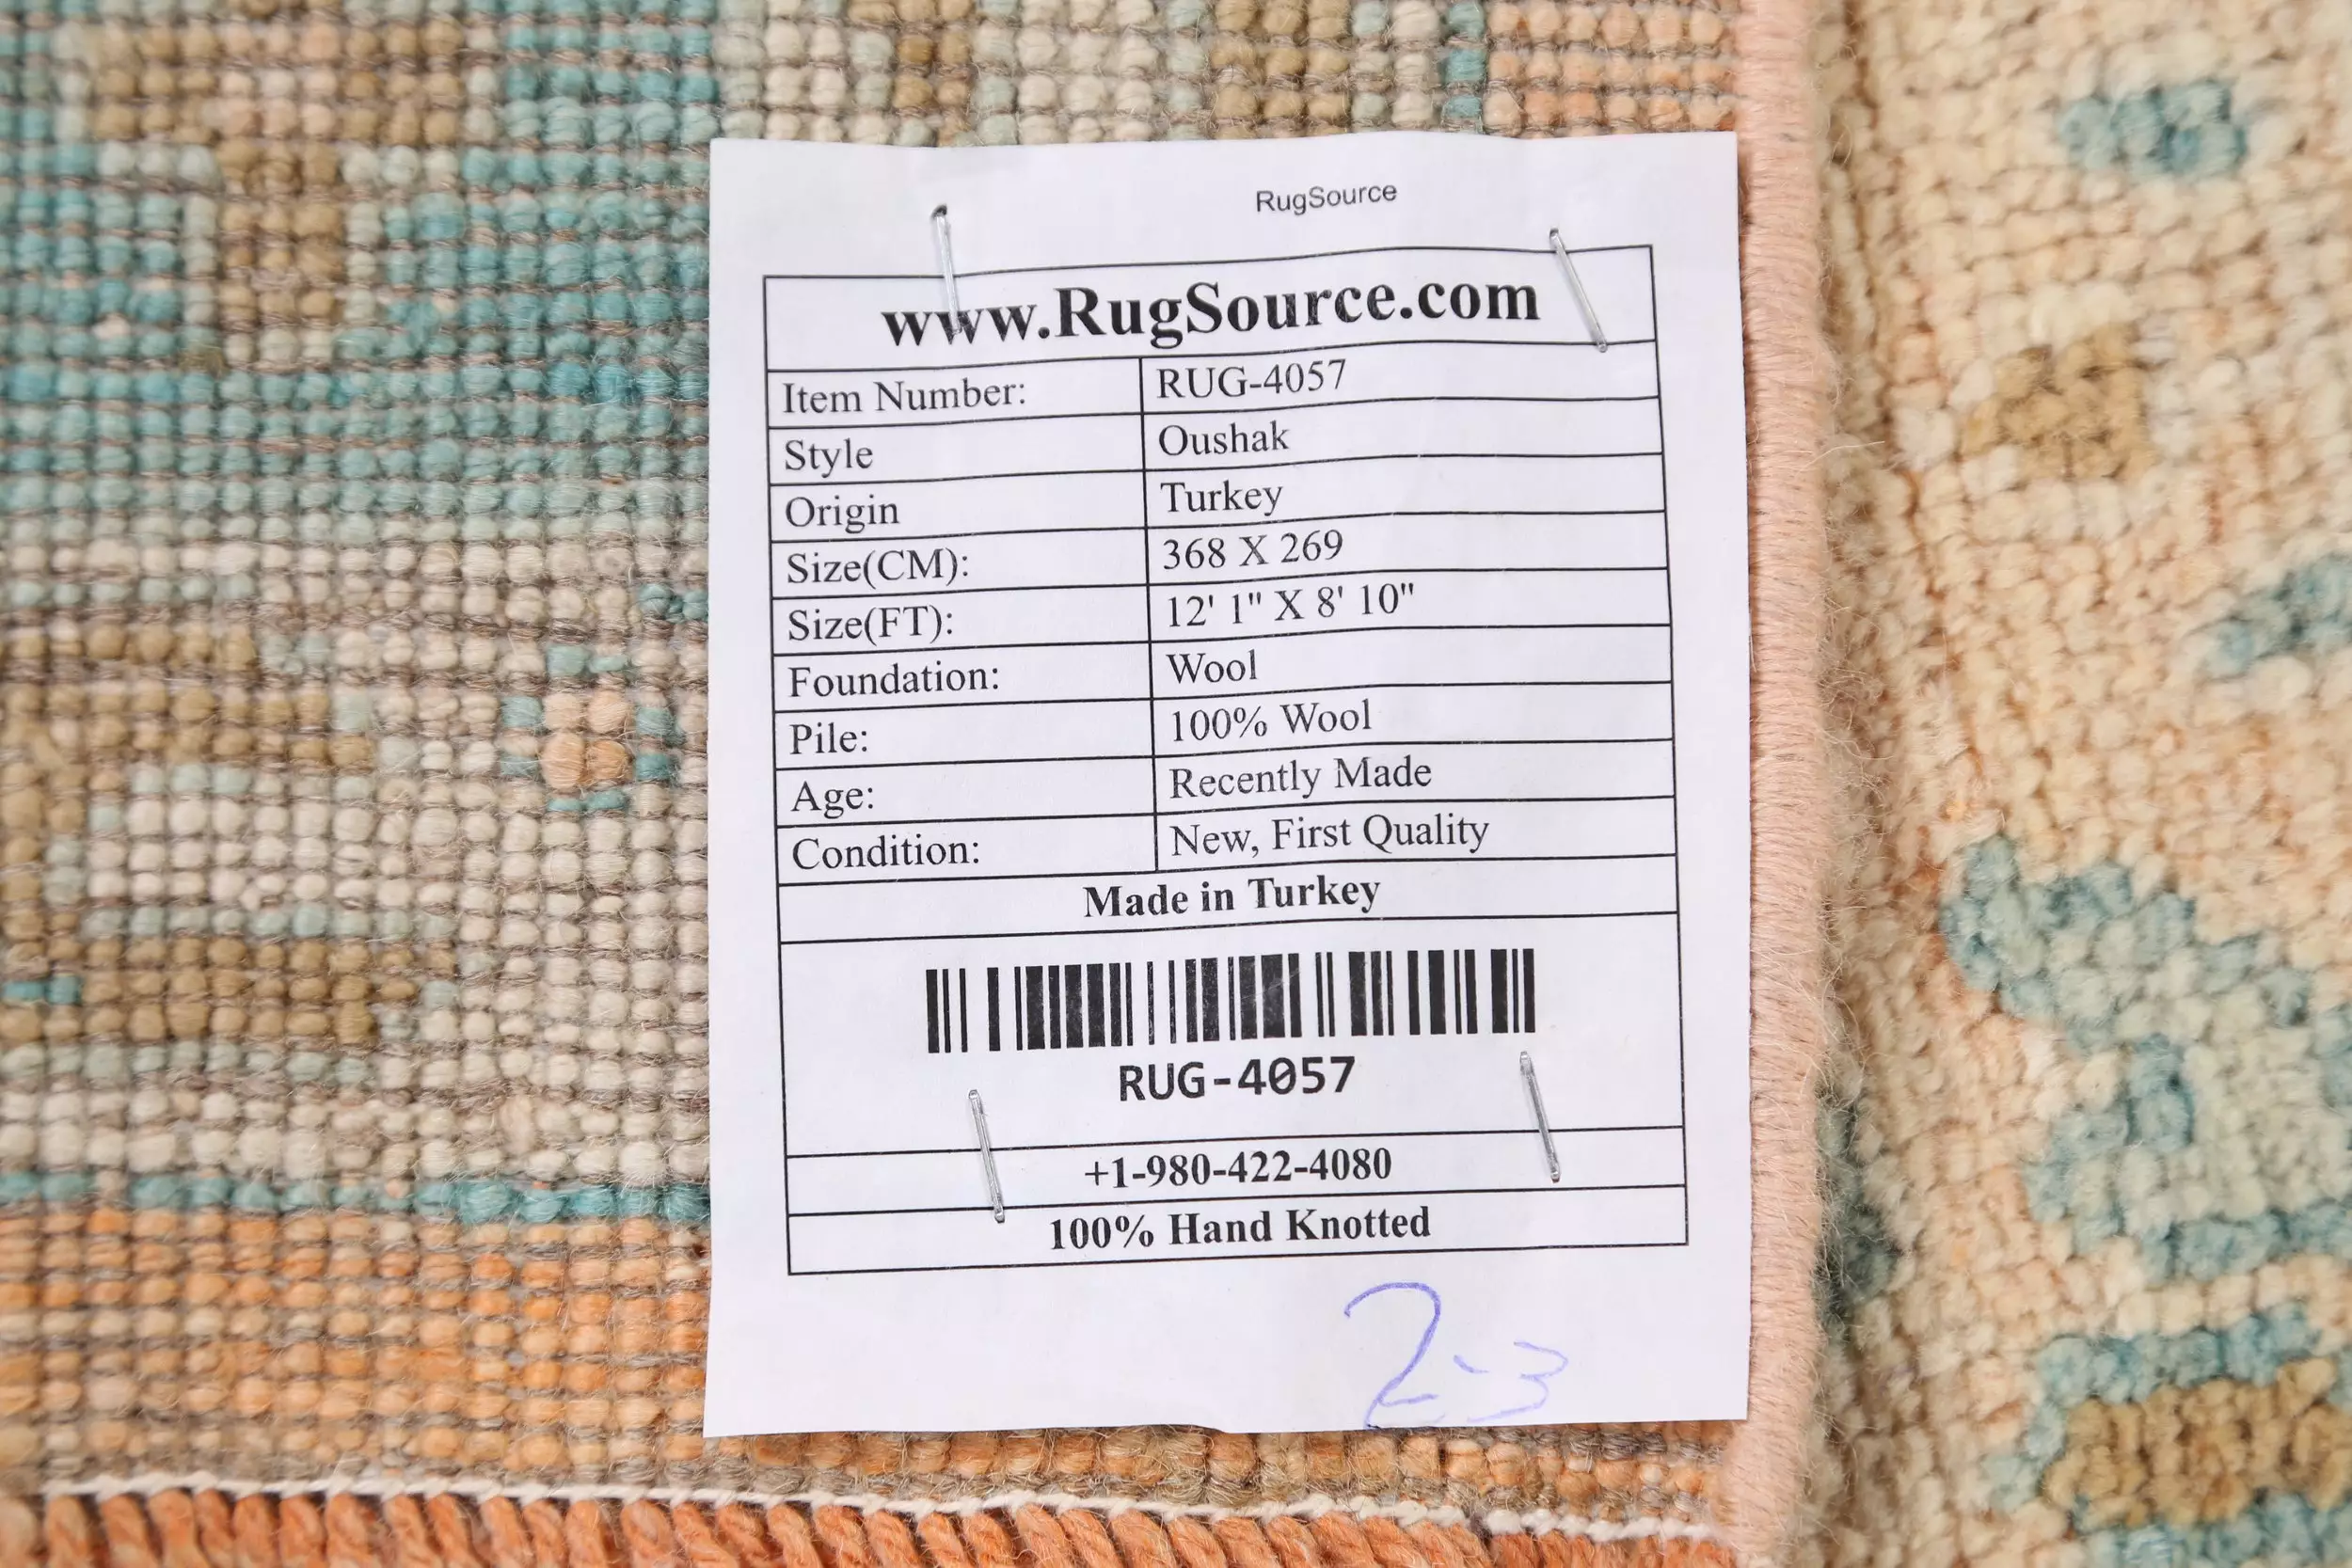 RugSource
www.RugSource.com
Item Number: RUG-4057
Style Oushak
Origin Turkey
Size(CM): 368 X 269
Size(FT): 12' 1" X 8' 10"
Foundation: Wool
Pile: 100% Wool
Age: Recently Made
Condition: New, First Quality
Made in Turkey
RUG-4057
+1-980-422-4080
100% Hand Knotted
2-3